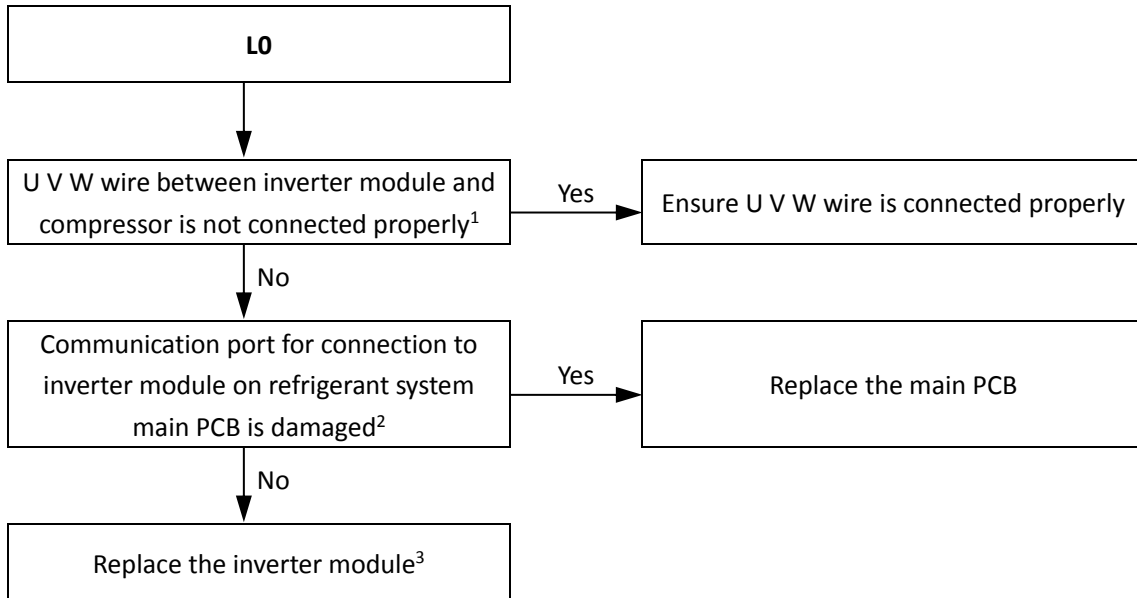 L0
U V W wire between inverter module and
compressor is not connected properly¹
Yes
Ensure U V W wire is connected properly
No
Communication port for connection to
inverter module on refrigerant system
main PCB is damaged²
Yes
Replace the main PCB
No
Replace the inverter module³